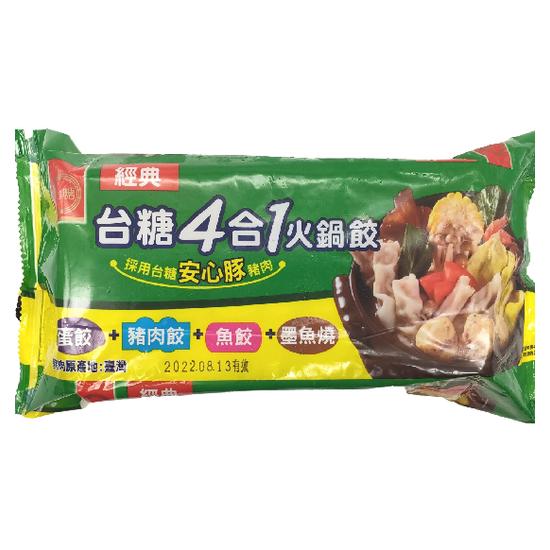 經典
台糖4合1火鍋餃
採用台糖安心豚豬肉
蛋餃+豬肉餃+魚餃+墨魚燒
豬肉原產地:臺灣
2022.08.13有效
經典